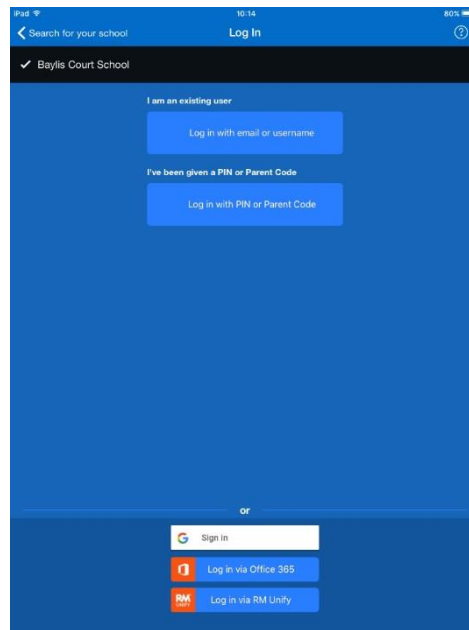 iPad 10:14 80%
Search for your school Log In ?
Baylis Court School
I am an existing user
Log in with email or username
I've been given a PIN or Parent Code
Log in with PIN or Parent Code
or
G Sign in
Log in via Office 365
RM UNIFY Log in via RM Unify